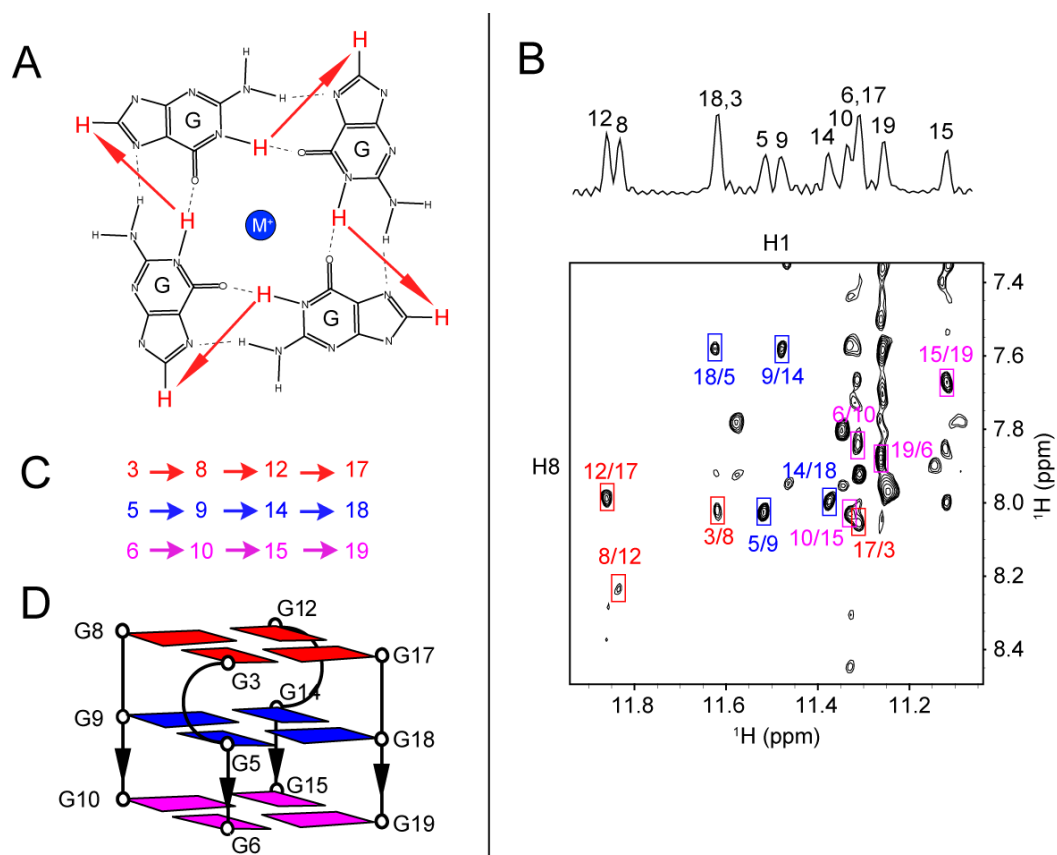 A
H
H
H
N
H
N
N
G
N
N
N
H
O
O
H
N
N
G
N
N
N
H
H
H
H
M⁺
H
N
H
N
N
G
N
O
N
N
H
O
H
N
G
N
N
N
H
H
N
H
H
B
12
8
18,3
5
9
14
10
6,17
19
15
H1
H8
18/5
9/14
15/19
6/10
19/6
12/17
14/18
3/8
5/9
10/15
17/3
8/12
7.4
7.6
7.8
8.0
8.2
8.4
¹H (ppm)
11.8
11.6
11.4
11.2
¹H (ppm)
C
3 → 8 → 12 → 17
5 → 9 → 14 → 18
6 → 10 → 15 → 19
D
G12
G8
G17
G3
G14
G9
G18
G5
G15
G10
G19
G6